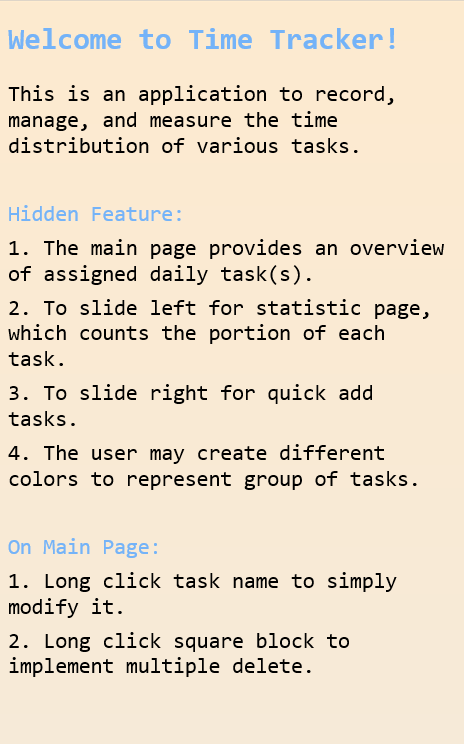 Welcome to Time Tracker!
This is an application to record,
manage, and measure the time
distribution of various tasks.
Hidden Feature:
1. The main page provides an overview
of assigned daily task(s).
2. To slide left for statistic page,
which counts the portion of each
task.
3. To slide right for quick add
tasks.
4. The user may create different
colors to represent group of tasks.
On Main Page:
1. Long click task name to simply
modify it.
2. Long click square block to
implement multiple delete.